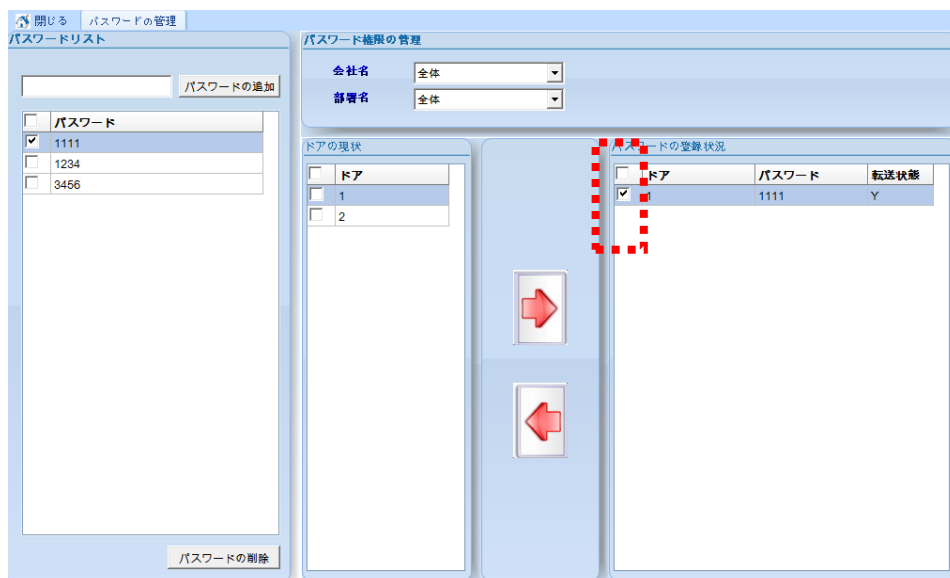 閉じる パスワードの管理
パスワードリスト
パスワードの追加
パスワード
1111
1234
3456
パスワードの削除
パスワード権限の管理
会社名 全体
部署名 全体
ドアの現状
ドア
1
2
パスワードの登録状況
ドア パスワード 転送状態
1 1111 Y